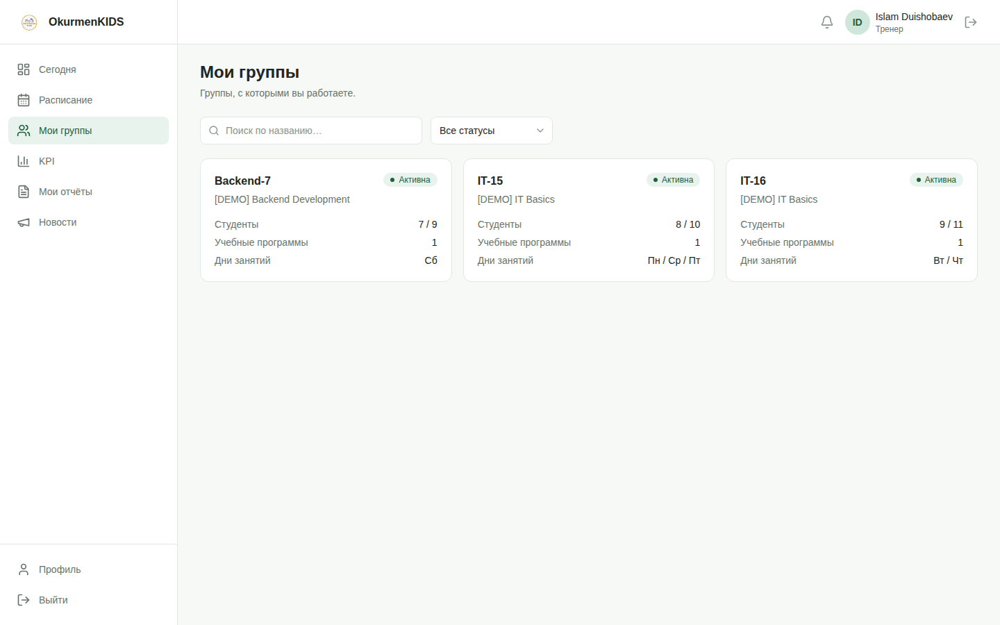 OkurmenKIDS
ID
Islam Duishobaev
Тренер
Сегодня
Расписание
Мои группы
KPI
Мои отчёты
Новости
Профиль
Выйти
Мои группы
Группы, с которыми вы работаете.
Поиск по названию…
Все статусы
Backend-7
Активна
[DEMO] Backend Development
Студенты 7 / 9
Учебные программы 1
Дни занятий Сб
IT-15
Активна
[DEMO] IT Basics
Студенты 8 / 10
Учебные программы 1
Дни занятий Пн / Ср / Пт
IT-16
Активна
[DEMO] IT Basics
Студенты 9 / 11
Учебные программы 1
Дни занятий Вт / Чт